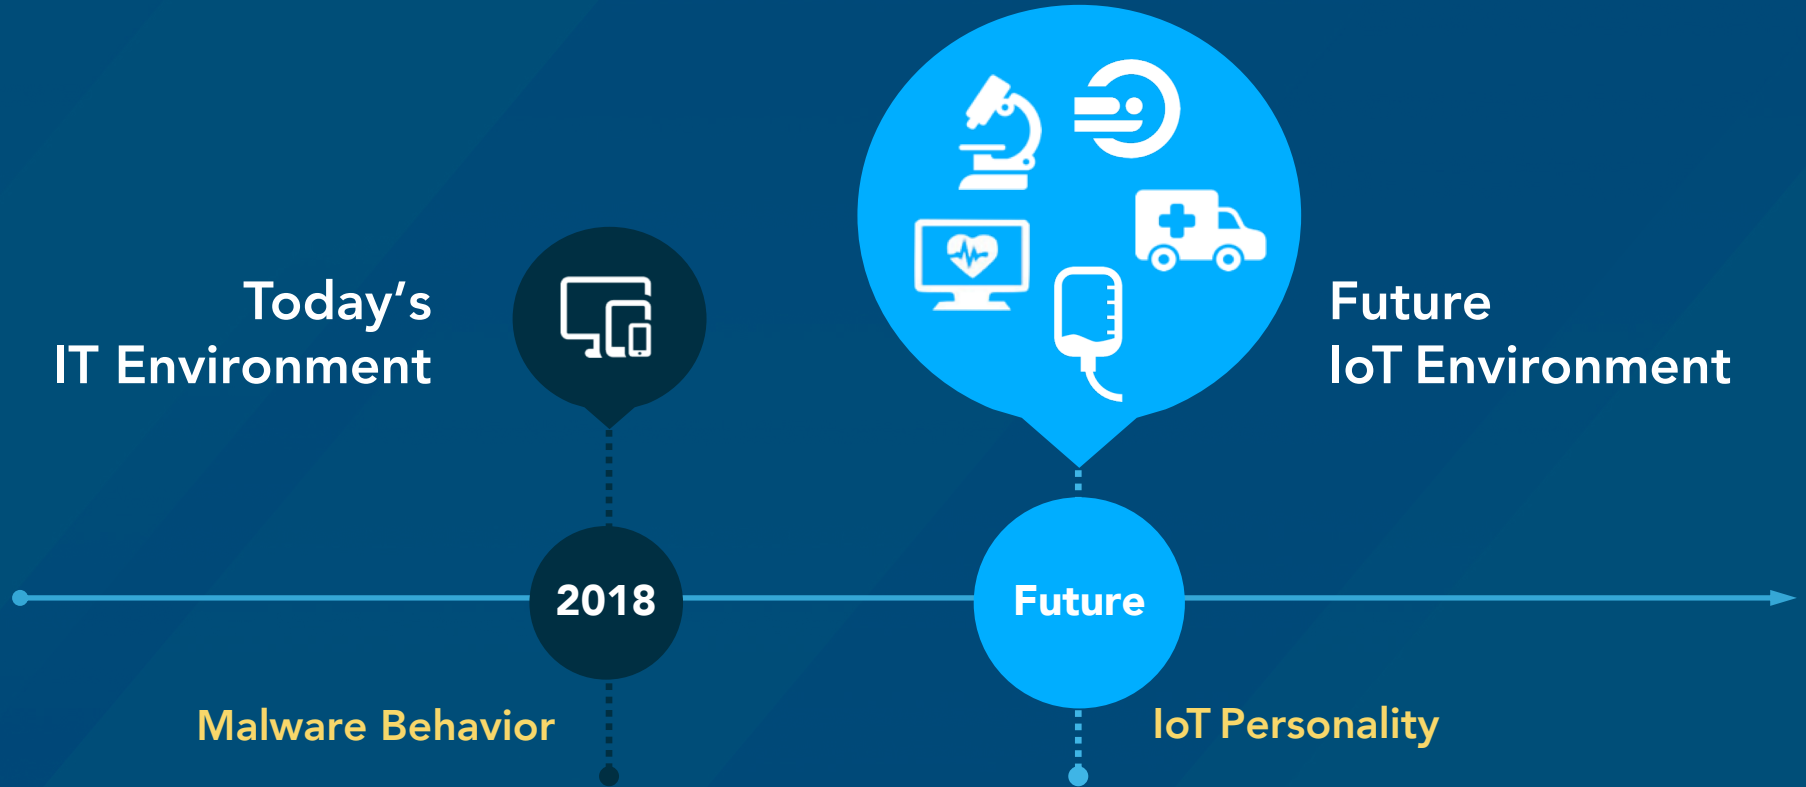 Today’s
IT Environment
Future
IoT Environment
2018
Future
Malware Behavior
IoT Personality